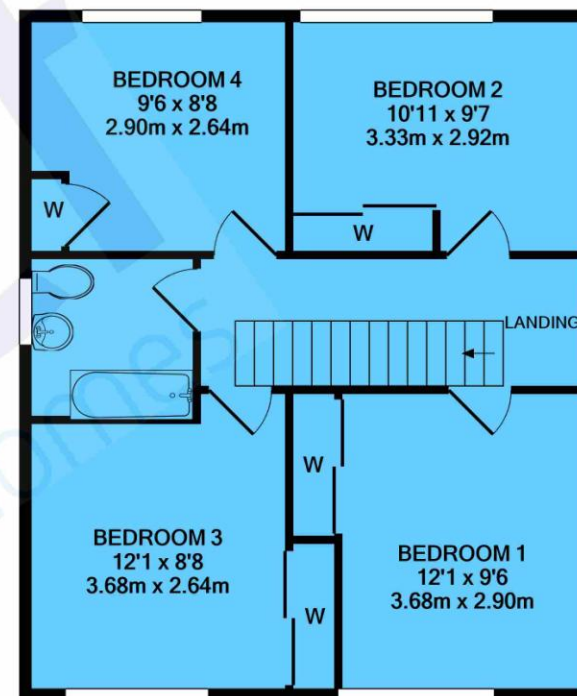 BEDROOM 4
9'6 x 8'8
2.90m x 2.64m
BEDROOM 2
10'11 x 9'7
3.33m x 2.92m
W
W
LANDING
W
BEDROOM 3
12'1 x 8'8
3.68m x 2.64m
BEDROOM 1
12'1 x 9'6
3.68m x 2.90m
W
omes